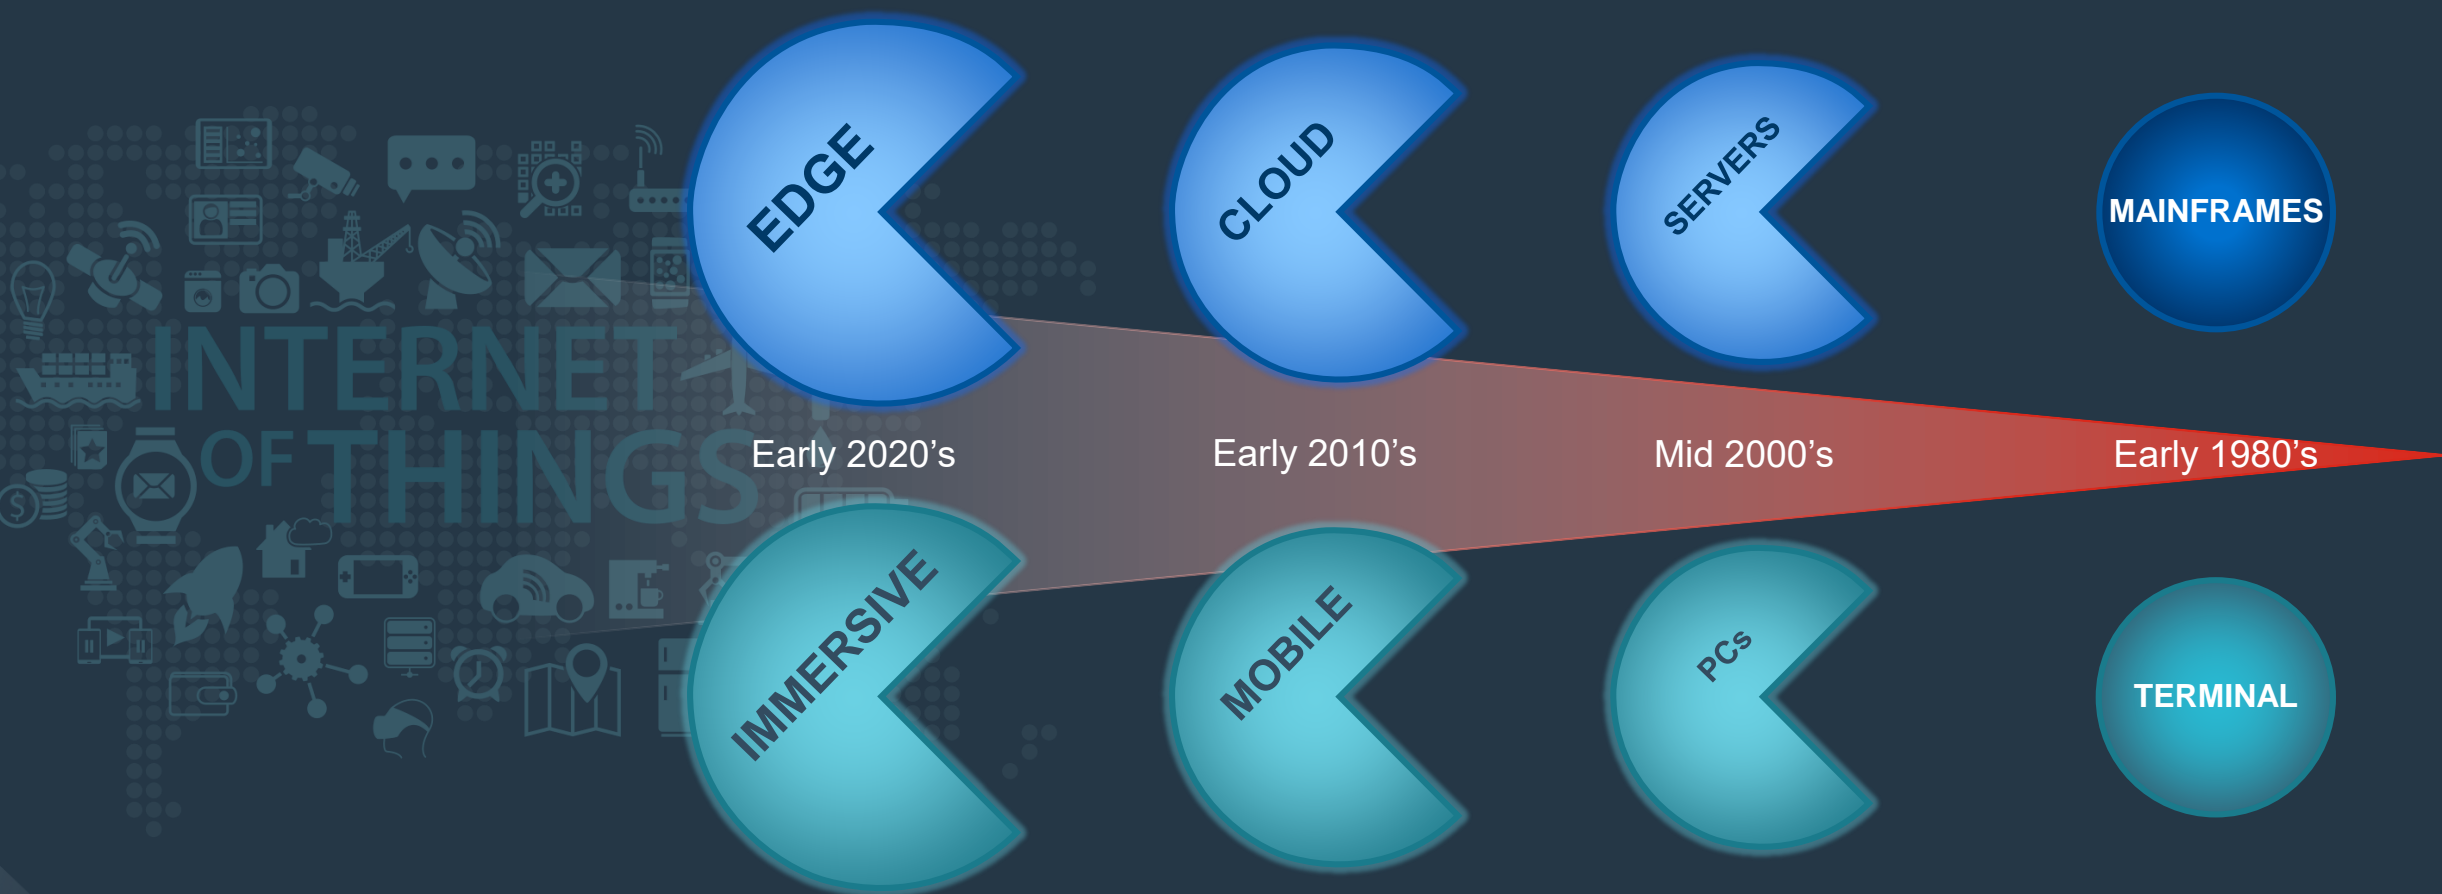 EDGE
CLOUD
SERVERS
MAINFRAMES
INTERNET
OF THINGS
Early 2020’s
Early 2010’s
Mid 2000’s
Early 1980’s
IMMERSIVE
MOBILE
PCs
TERMINAL